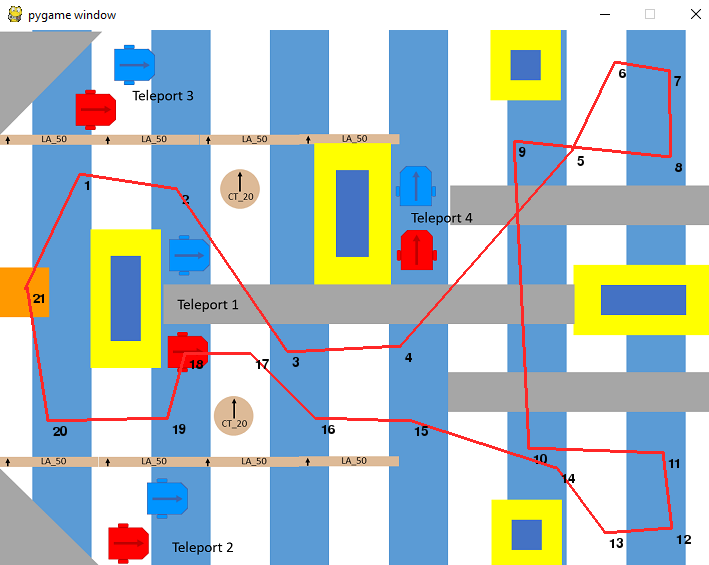 pygame window
6
7
Teleport 3
LA_50
LA_50
LA_50
LA_50
9
5
8
1
2
CT_20
Teleport 4
21
Teleport 1
3
4
18
17
CT_20
20
19
16
15
LA_50
LA_50
LA_50
LA_50
10
11
14
13
12
Teleport 2